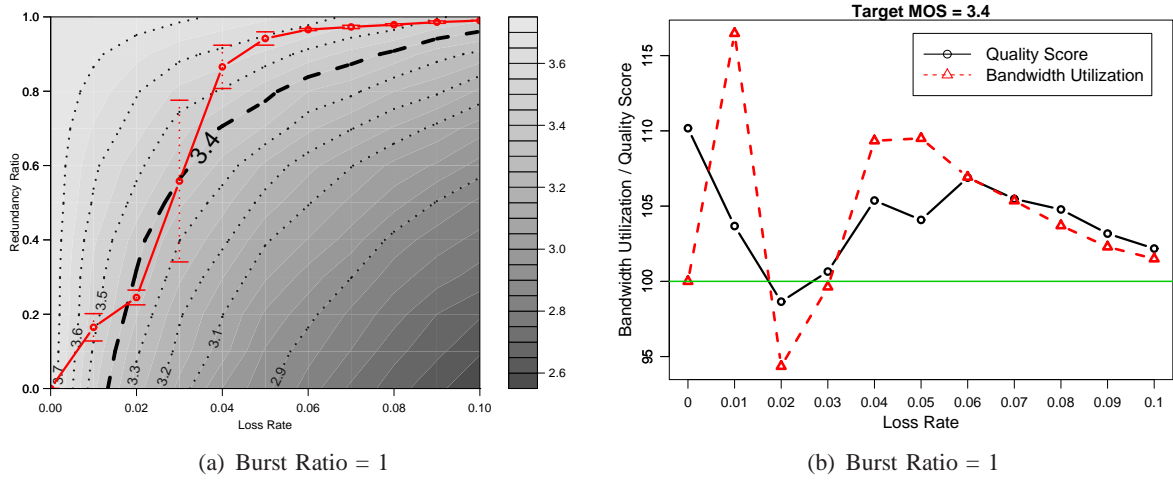 Redundancy Ratio
1.0
0.8
0.6
0.4
0.2
0.0
3.7
3.6
3.5
3.4
3.3
3.2
3.1
2.9
0.00 0.02 0.04 0.06 0.08 0.10
Loss Rate
3.6
3.4
3.2
3.0
2.8
2.6
(a) Burst Ratio = 1
Target MOS = 3.4
Quality Score
Bandwidth Utilization
Bandwidth Utilization / Quality Score
115
110
105
100
95
0 0.01 0.02 0.03 0.04 0.05 0.06 0.07 0.08 0.09 0.1
Loss Rate
(b) Burst Ratio = 1